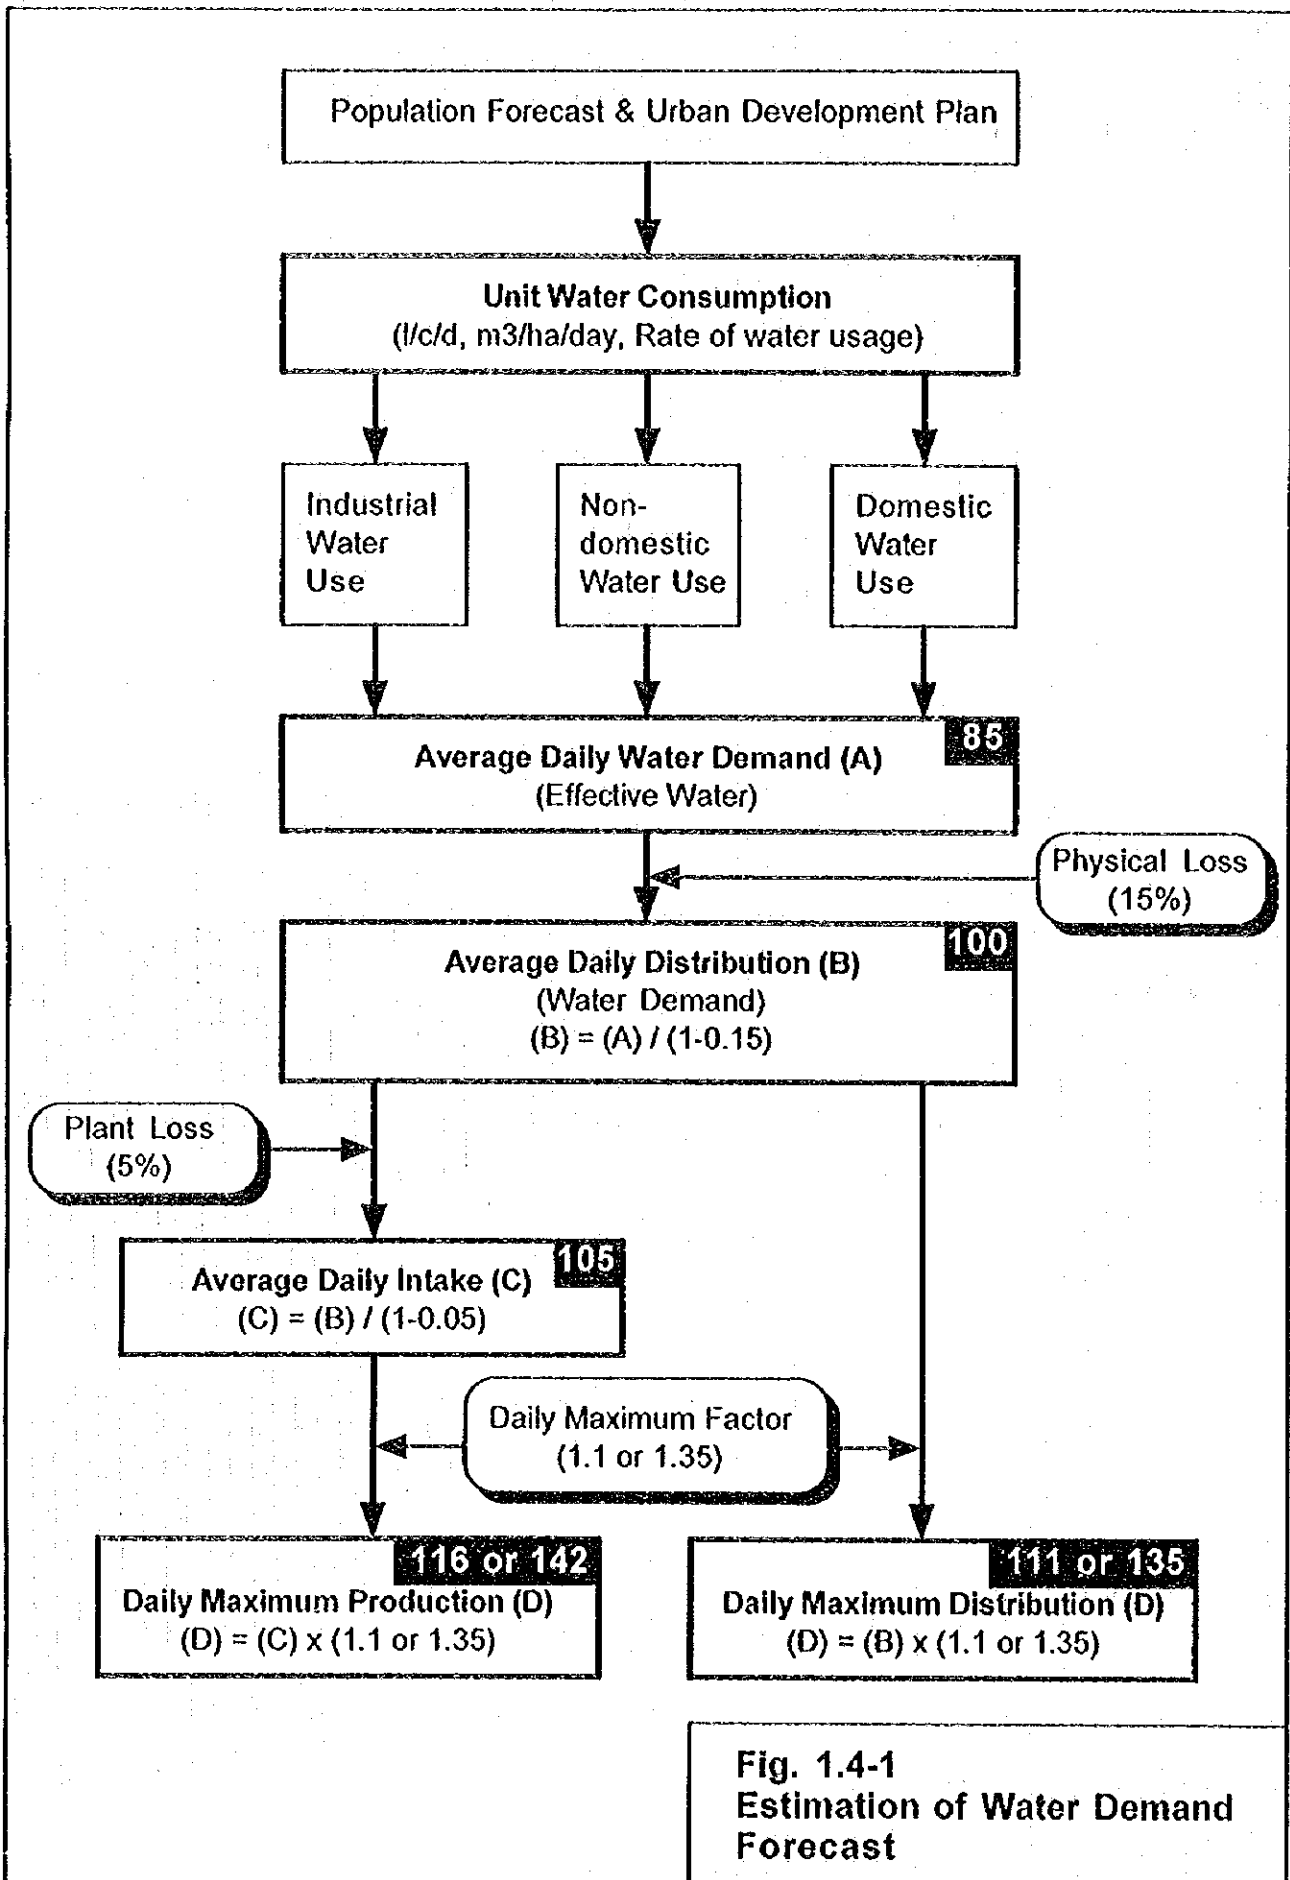 Population Forecast & Urban Development Plan
Unit Water Consumption
(l/c/d, m3/ha/day, Rate of water usage)
Industrial
Water
Use
Non-
domestic
Water Use
Domestic
Water
Use
85
Average Daily Water Demand (A)
(Effective Water)
Physical Loss
(15%)
100
Average Daily Distribution (B)
(Water Demand)
(B) = (A) / (1-0.15)
Plant Loss
(5%)
105
Average Daily Intake (C)
(C) = (B) / (1-0.05)
Daily Maximum Factor
(1.1 or 1.35)
116 or 142
Daily Maximum Production (D)
(D) = (C) x (1.1 or 1.35)
111 or 135
Daily Maximum Distribution (D)
(D) = (B) x (1.1 or 1.35)
Fig. 1.4-1
Estimation of Water Demand
Forecast